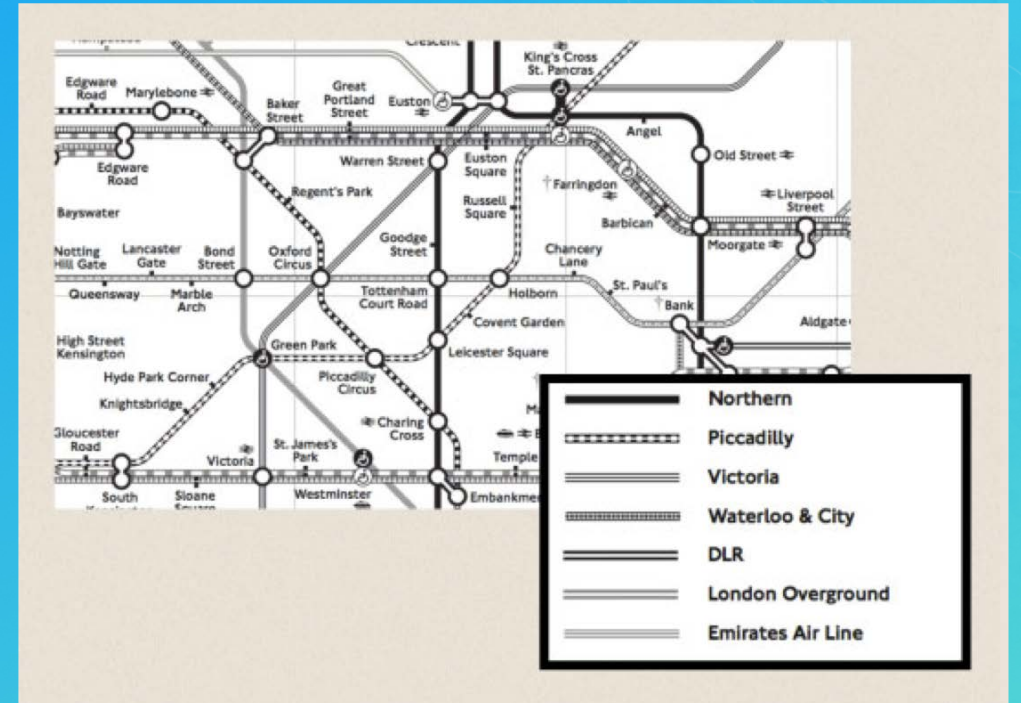 Edgware
Road
Marylebone
Baker
Street
Great
Portland
Street
Euston
King's Cross
St. Pancras
Angel
Old Street
Edgware
Road
Warren Street
Euston
Square
Farringdon
Liverpool
Street
Regent's Park
Russell
Square
Barbican
Moorgate
Bayswater
Notting
Hill Gate
Lancaster
Gate
Bond
Street
Oxford
Circus
Goodge
Street
Chancery
Lane
Queensway
Marble
Arch
Tottenham
Court Road
Holborn
St. Paul's
Bank
Covent Garden
Aldgate
High Street
Kensington
Green Park
Leicester Square
Hyde Park Corner
Piccadilly
Circus
Knightsbridge
Charing
Cross
Gloucester
Road
Victoria
St. James's
Park
Temple
South
Sloane
Westminster
Embankme
Northern
Piccadilly
Victoria
Waterloo & City
DLR
London Overground
Emirates Air Line